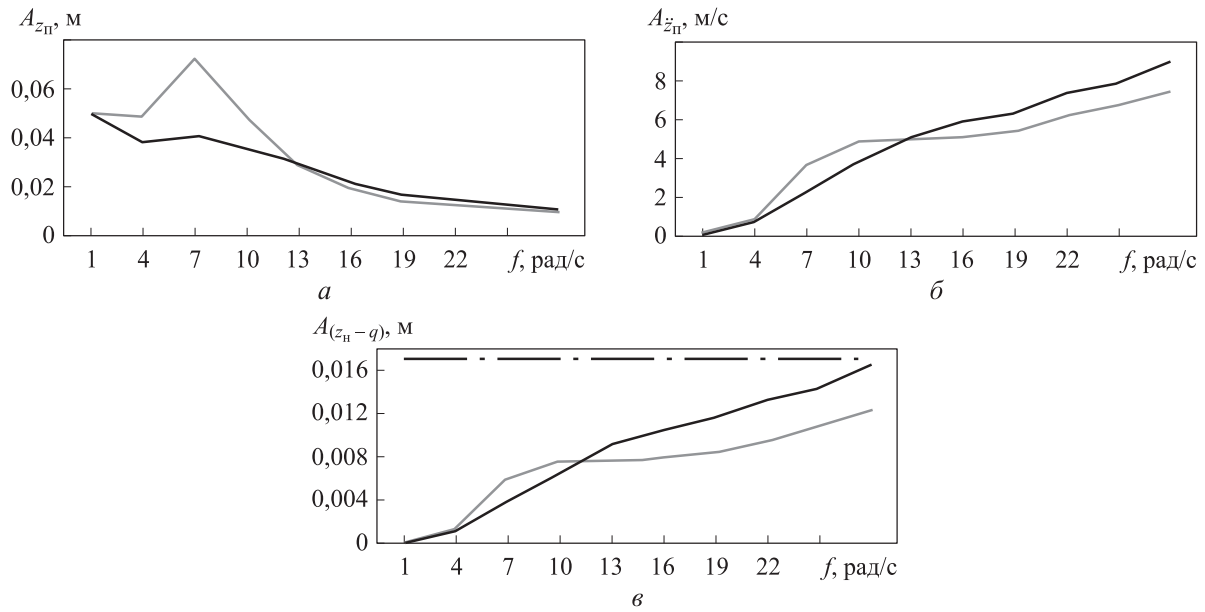 A_{z_п}, м
0,06
0,04
0,02
0
1 4 7 10 13 16 19 22 f, рад/с
а
A_{z̈_п}, м/с
8
6
4
2
0
1 4 7 10 13 16 19 22 f, рад/с
б
A_{(z_н − q)}, м
0,016
0,012
0,008
0,004
0
1 4 7 10 13 16 19 22 f, рад/с
в